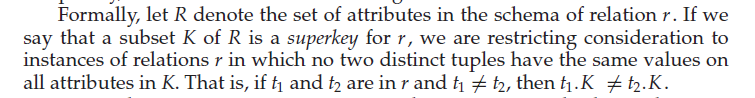 Formally, let R denote the set of attributes in the schema of relation r. If we
say that a subset K of R is a superkey for r, we are restricting consideration to
instances of relations r in which no two distinct tuples have the same values on
all attributes in K. That is, if t₁ and t₂ are in r and t₁ ≠ t₂, then t₁.K ≠ t₂.K.